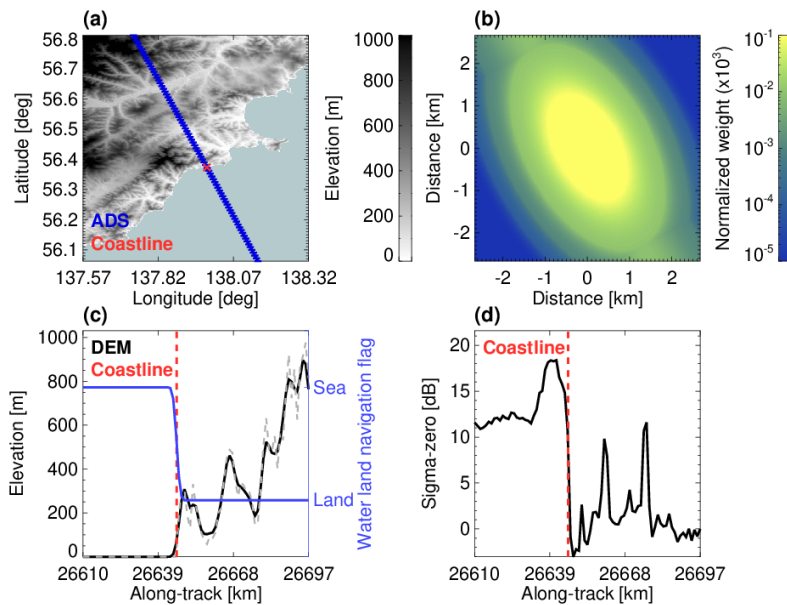 (a)
56.8
56.7
56.6
56.5
56.4
56.3
56.2
56.1
Latitude [deg]
ADS
Coastline
137.57 137.82 138.07 138.32
Longitude [deg]
1000
800
600
400
200
0
Elevation [m]
(b)
2
1
0
-1
-2
Distance [km]
-2 -1 0 1 2
Distance [km]
10⁻¹
10⁻²
10⁻³
10⁻⁴
10⁻⁵
Normalized weight (x10³)
(c)
1000
800
600
400
200
0
Elevation [m]
DEM
Coastline
Sea
Land
Water land navigation flag
26610 26639 26668 26697
Along-track [km]
(d)
20
15
10
5
0
Sigma-zero [dB]
Coastline
26610 26640 26668 26697
Along-track [km]